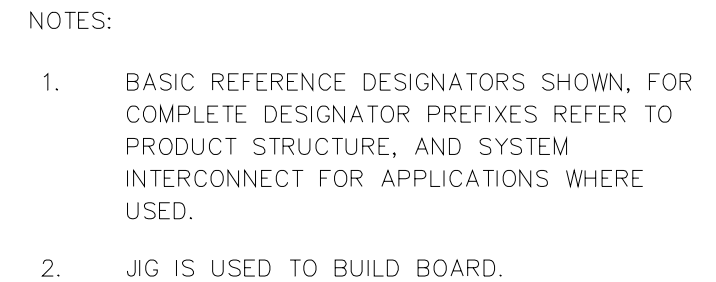 NOTES:
1. BASIC REFERENCE DESIGNATORS SHOWN, FOR
COMPLETE DESIGNATOR PREFIXES REFER TO
PRODUCT STRUCTURE, AND SYSTEM
INTERCONNECT FOR APPLICATIONS WHERE
USED.
2. JIG IS USED TO BUILD BOARD.